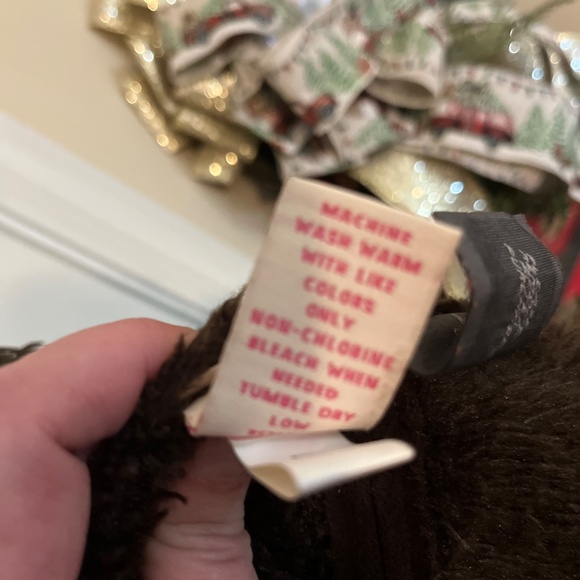 MACHINE
WASH WARM
WITH LIKE
COLORS
ONLY
NON-CHLORINE
BLEACH WHEN
NEEDED
TUMBLE DRY
LOW